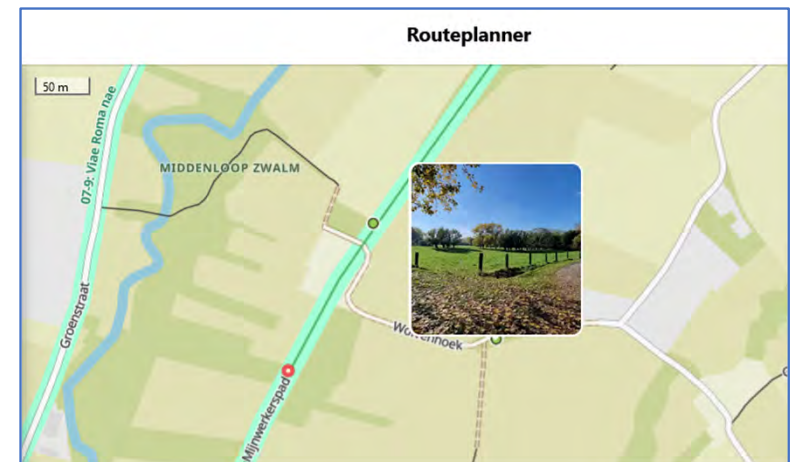 Routeplanner
50 m
07-9: Viae Roma nae
MIDDENLOOP ZWALM
Groenstraat
Mijnwerkerspad